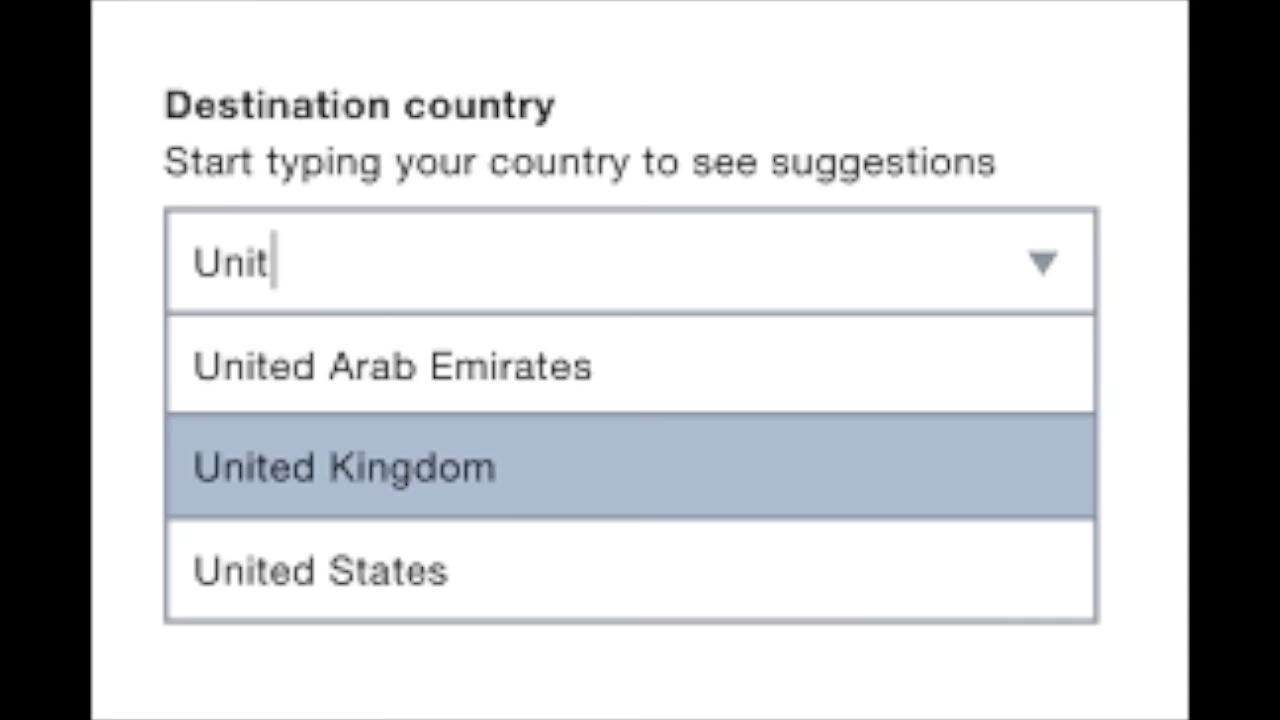 Destination country
Start typing your country to see suggestions
Unit
United Arab Emirates
United Kingdom
United States